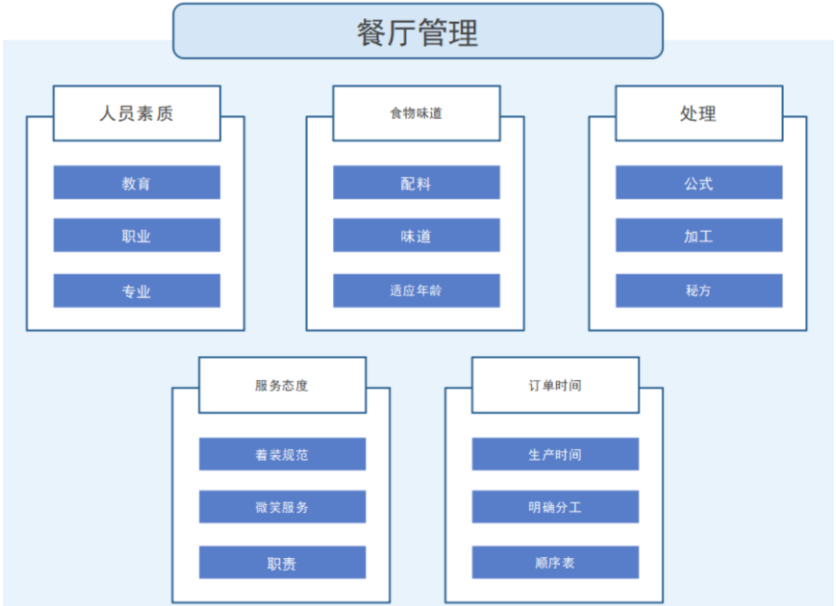 餐厅管理
人员素质
教育
职业
专业
食物味道
配料
味道
适应年龄
处理
公式
加工
秘方
服务态度
着装规范
微笑服务
职责
订单时间
生产时间
明确分工
顺序表